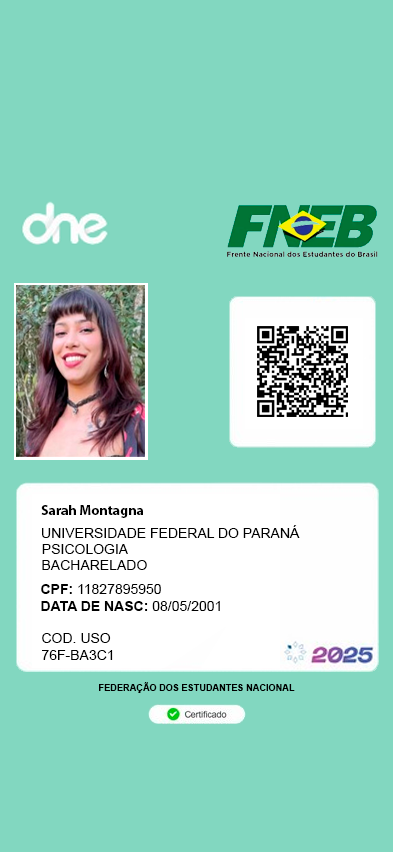 dne
FNEB
Frente Nacional dos Estudantes do Brasil
Sarah Montagna
UNIVERSIDADE FEDERAL DO PARANÁ
PSICOLOGIA
BACHARELADO
CPF: 11827895950
DATA DE NASC: 08/05/2001
COD. USO
76F-BA3C1
2025
FEDERAÇÃO DOS ESTUDANTES NACIONAL
Certificado